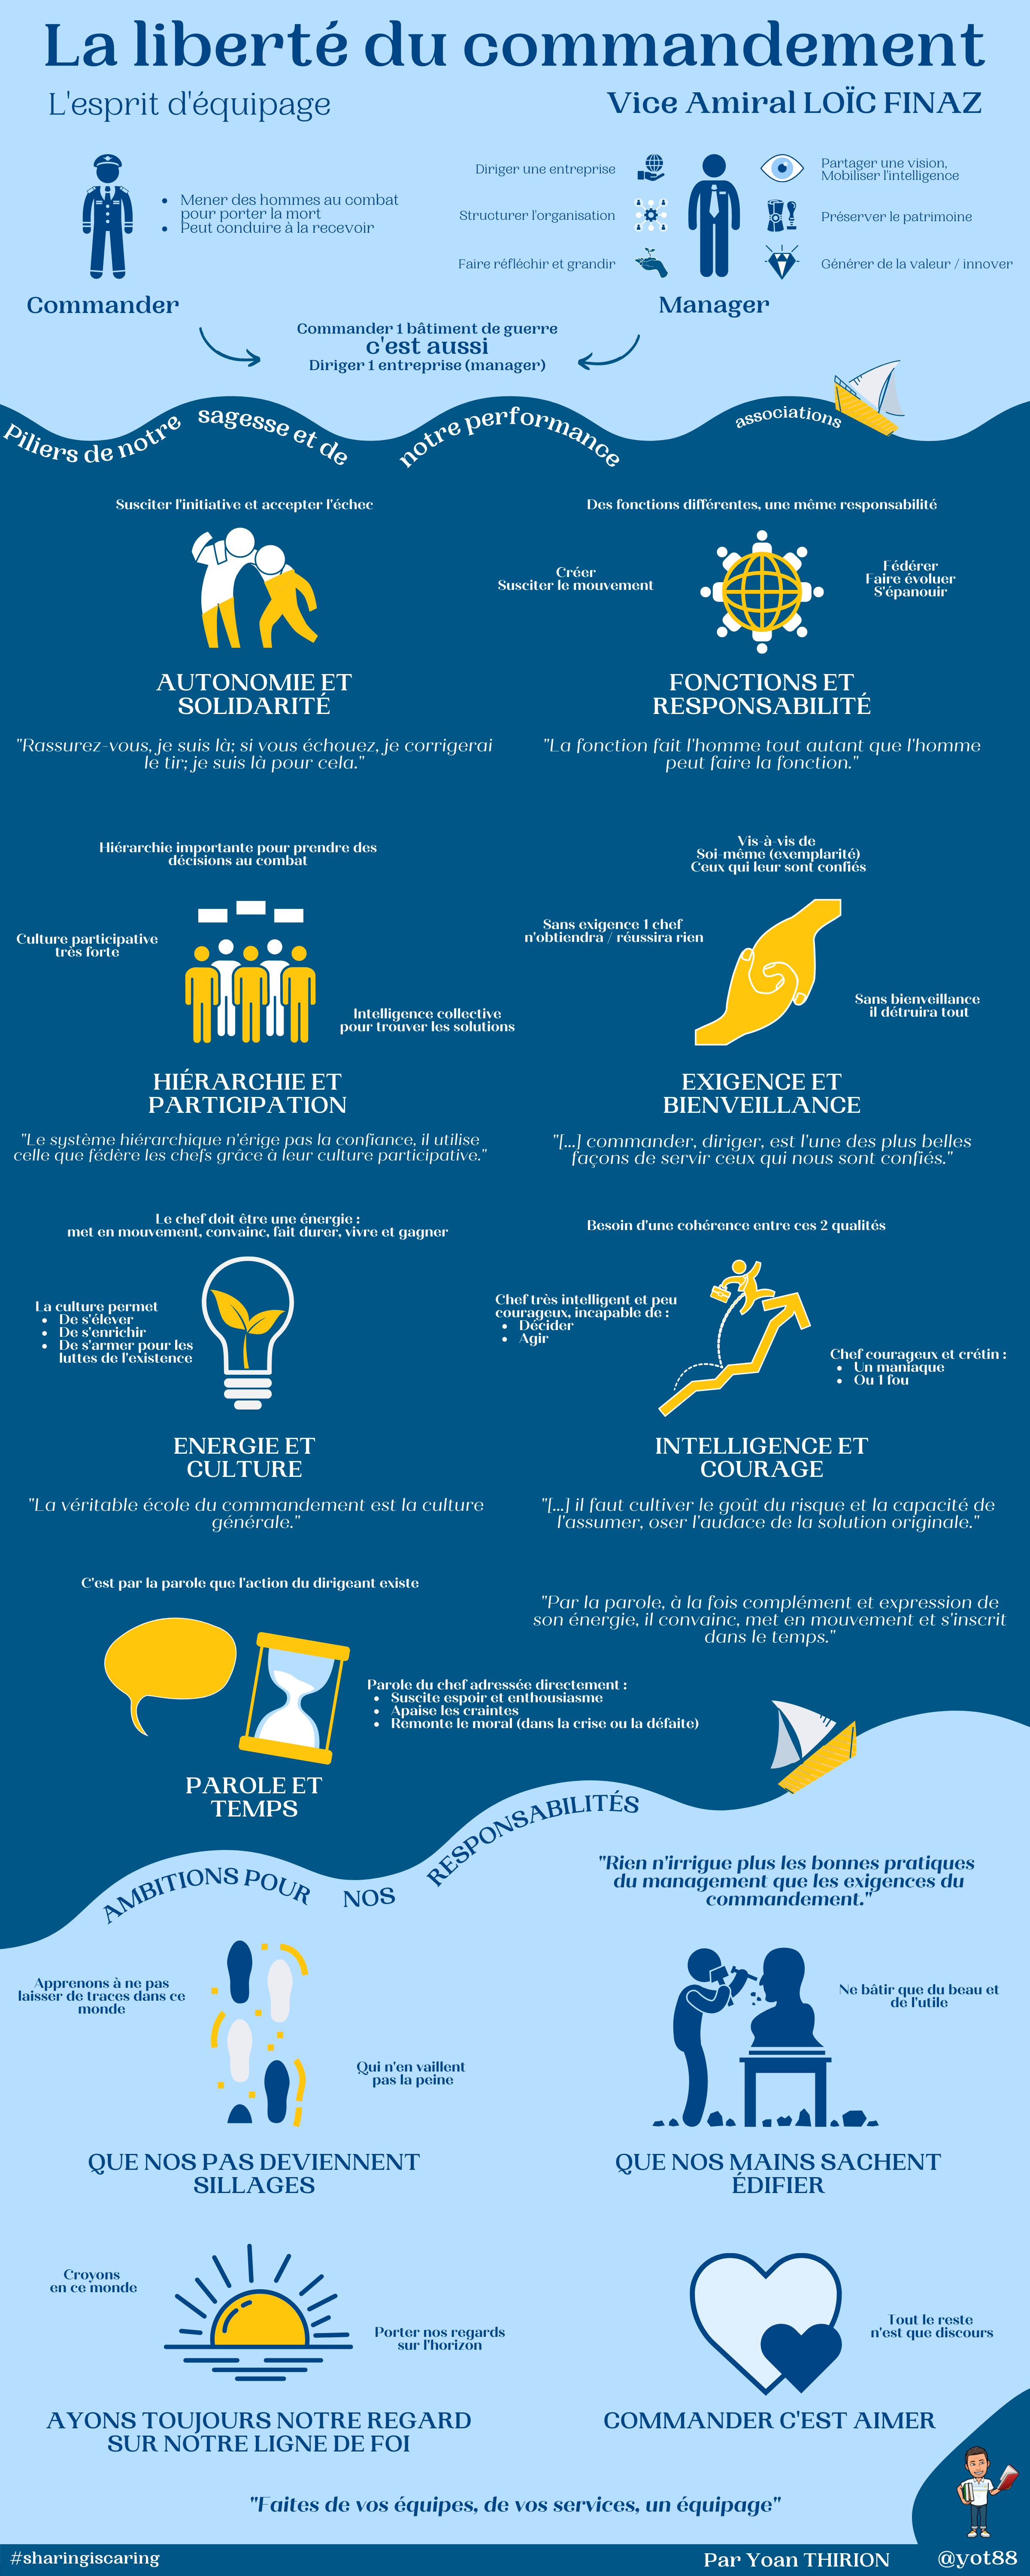 La liberté du commandement
L'esprit d'équipage
Vice Amiral LOÏC FINAZ
Mener des hommes au combat
pour porter la mort
Peut conduire à la recevoir
Commander
Diriger une entreprise
Structurer l'organisation
Faire réfléchir et grandir
Partager une vision,
Mobiliser l'intelligence
Préserver le patrimoine
Générer de la valeur / innover
Manager
Commander 1 bâtiment de guerre
c'est aussi
Diriger 1 entreprise (manager)
Piliers de notre sagesse et de notre performance
associations
Susciter l'initiative et accepter l'échec
AUTONOMIE ET
SOLIDARITÉ
"Rassurez-vous, je suis là; si vous échouez, je corrigerai
le tir; je suis là pour cela."
Des fonctions différentes, une même responsabilité
Créer
Susciter le mouvement
Fédérer
Faire évoluer
S'épanouir
FONCTIONS ET
RESPONSABILITÉ
"La fonction fait l'homme tout autant que l'homme
peut faire la fonction."
Hiérarchie importante pour prendre des
décisions au combat
Culture participative
très forte
Intelligence collective
pour trouver les solutions
HIÉRARCHIE ET
PARTICIPATION
"Le système hiérarchique n'érige pas la confiance, il utilise
celle que fédère les chefs grâce à leur culture participative."
Vis-à-vis de
Soi-même (exemplarité)
Ceux qui leur sont confiés
Sans exigence 1 chef
n'obtiendra / réussira rien
Sans bienveillance
il détruira tout
EXIGENCE ET
BIENVEILLANCE
"[...] commander, diriger, est l'une des plus belles
façons de servir ceux qui nous sont confiés."
Le chef doit être une énergie :
met en mouvement, convainc, fait durer, vivre et gagner
La culture permet
De s'élever
De s'enrichir
De s'armer pour les
luttes de l'existence
ENERGIE ET
CULTURE
"La véritable école du commandement est la culture
générale."
Besoin d'une cohérence entre ces 2 qualités
Chef très intelligent et peu
courageux, incapable de :
Décider
Agir
Chef courageux et crétin :
Un maniaque
Ou 1 fou
INTELLIGENCE ET
COURAGE
"[...] il faut cultiver le goût du risque et la capacité de
l'assumer, oser l'audace de la solution originale."
C'est par la parole que l'action du dirigeant existe
"Par la parole, à la fois complément et expression de
son énergie, il convainc, met en mouvement et s'inscrit
dans le temps."
Parole du chef adressée directement :
Suscite espoir et enthousiasme
Apaise les craintes
Remonte le moral (dans la crise ou la défaite)
PAROLE ET
TEMPS
AMBITIONS POUR NOS RESPONSABILITÉS
"Rien n'irrigue plus les bonnes pratiques
du management que les exigences du
commandement."
Apprenons à ne pas
laisser de traces dans ce
monde
Qui n'en vaillent
pas la peine
QUE NOS PAS DEVIENNENT
SILLAGES
Ne bâtir que du beau et
de l'utile
QUE NOS MAINS SACHENT
ÉDIFIER
Croyons
en ce monde
Porter nos regards
sur l'horizon
AYONS TOUJOURS NOTRE REGARD
SUR NOTRE LIGNE DE FOI
Tout le reste
n'est que discours
COMMANDER C'EST AIMER
"Faites de vos équipes, de vos services, un équipage"
#sharingiscaring
Par Yoan THIRION
@yot88